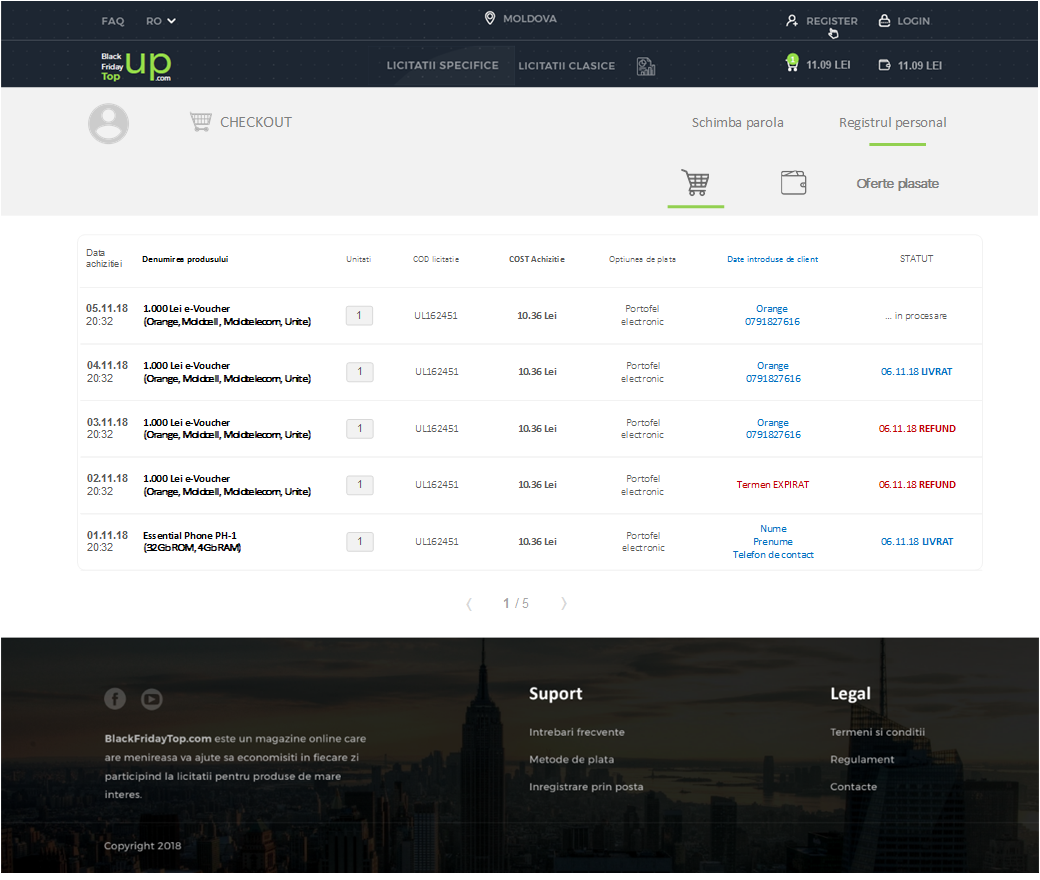 FAQ RO MOLDOVA REGISTER LOGIN
Black
Friday
Top
up
.com
LICITATII SPECIFICE LICITATII CLASICE 1 11.09 LEI 11.09 LEI
CHECKOUT Schimba parola Registrul personal
Oferte plasate
Data
achizitiei
Denumirea produsului Unitati COD licitatie COST Achizitie Optiunea de plata Date introduse de client STATUT
05.11.18
20:32
1.000 Lei e-Voucher
(Orange, Moldcell, Moldtelecom, Unite)
1 UL162451 10.36 Lei
Portofel
electronic
Orange
0791827616
... in procesare
04.11.18
20:32
1.000 Lei e-Voucher
(Orange, Moldcell, Moldtelecom, Unite)
1 UL162451 10.36 Lei
Portofel
electronic
Orange
0791827616
06.11.18 LIVRAT
03.11.18
20:32
1.000 Lei e-Voucher
(Orange, Moldcell, Moldtelecom, Unite)
1 UL162451 10.36 Lei
Portofel
electronic
Orange
0791827616
06.11.18 REFUND
02.11.18
20:32
1.000 Lei e-Voucher
(Orange, Moldcell, Moldtelecom, Unite)
1 UL162451 10.36 Lei
Portofel
electronic
Termen EXPIRAT
06.11.18 REFUND
01.11.18
20:32
Essential Phone PH-1
(32Gb ROM, 4Gb RAM)
1 UL162451 10.36 Lei
Portofel
electronic
Nume
Prenume
Telefon de contact
06.11.18 LIVRAT
1 / 5
BlackFridayTop.com este un magazine online care
are menireasa va ajute sa economisiti in fiecare zi
participind la licitatii pentru produse de mare
interes.
Suport
Intrebari frecvente
Metode de plata
Inregistrare prin posta
Legal
Termeni si conditii
Regulament
Contacte
Copyright 2018